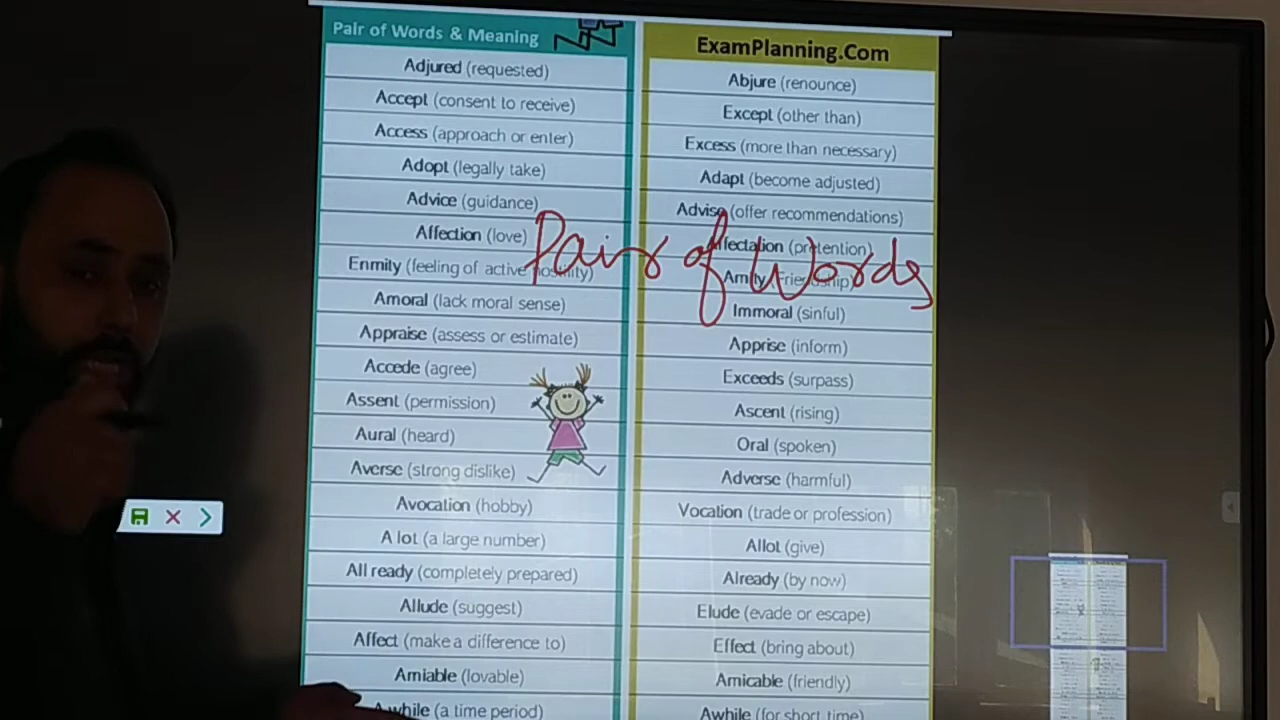 Pair of Words & Meaning
ExamPlanning.Com
Adjured (requested)
Abjure (renounce)
Accept (consent to receive)
Except (other than)
Access (approach or enter)
Excess (more than necessary)
Adopt (legally take)
Adapt (become adjusted)
Advice (guidance)
Advise (offer recommendations)
Affection (love)
Affectation (pretention)
Pair of Words
Enmity (feeling of active hostility)
Amity (friendship)
Amoral (lack moral sense)
Immoral (sinful)
Appraise (assess or estimate)
Apprise (inform)
Accede (agree)
Exceeds (surpass)
Assent (permission)
Ascent (rising)
Aural (heard)
Oral (spoken)
Averse (strong dislike)
Adverse (harmful)
Avocation (hobby)
Vocation (trade or profession)
A lot (a large number)
Allot (give)
All ready (completely prepared)
Already (by now)
Allude (suggest)
Elude (evade or escape)
Affect (make a difference to)
Effect (bring about)
Amiable (lovable)
Amicable (friendly)
A while (a time period)
Awhile (for short time)